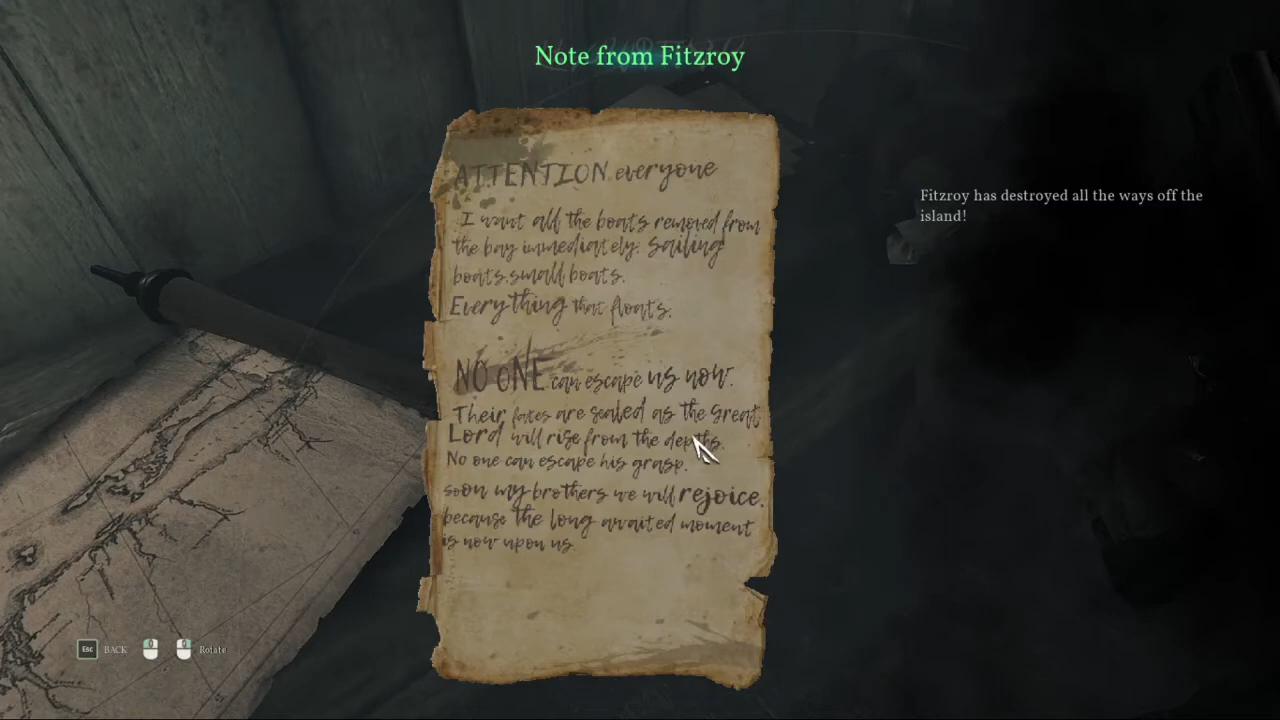 Note from Fitzroy
ATTENTION everyone
I want all the boats removed from
the bay immediately. Sailing
boats, small boats.
Everything that floats.
NO ONE can escape us now.
Their fates are sealed as the Great
Lord will rise from the depths.
No one can escape his grasp.
soon my brothers we will rejoice.
because the long awaited moment
is now upon us.
Fitzroy has destroyed all the ways off the
island!
Esc BACK Rotate